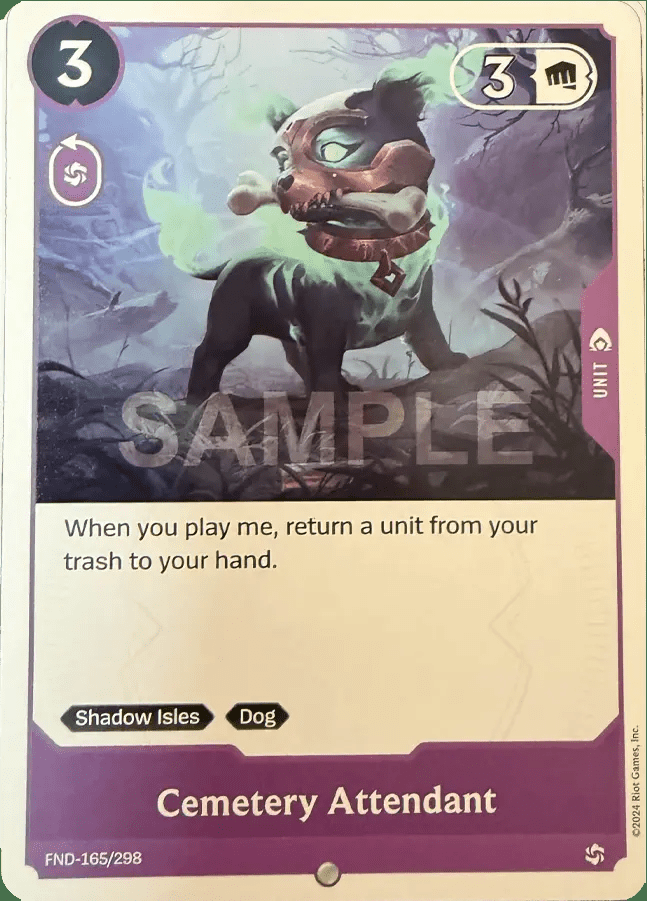 3
3
UNIT
SAMPLE
When you play me, return a unit from your
trash to your hand.
Shadow Isles Dog
Cemetery Attendant
©2024 Riot Games, Inc.
FND-165/298